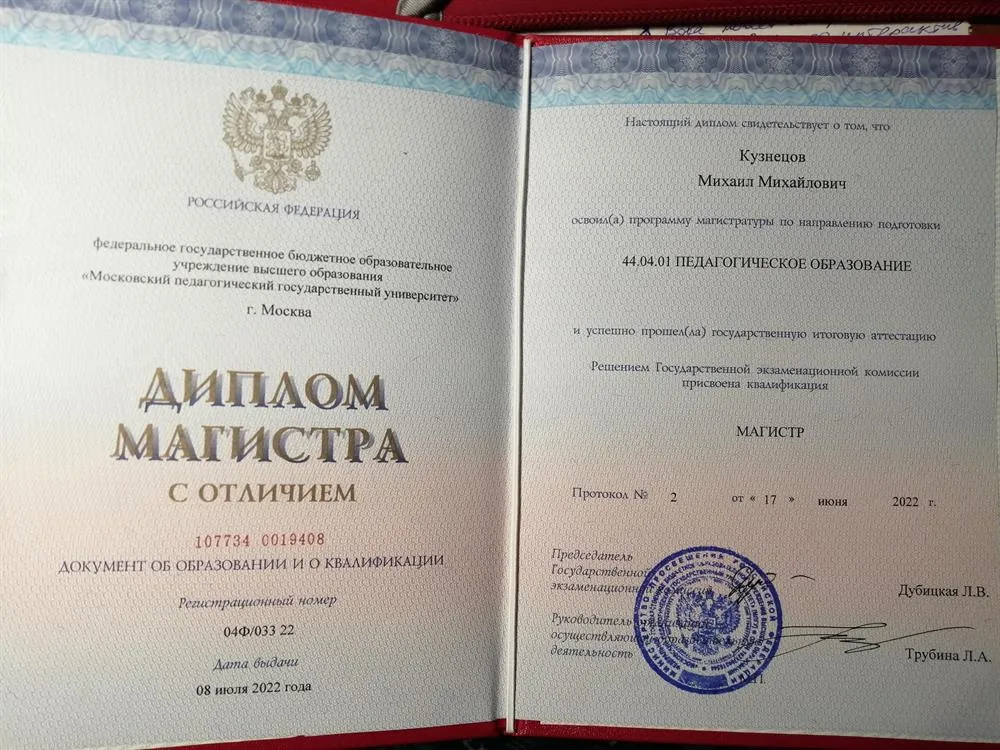 РОССИЙСКАЯ ФЕДЕРАЦИЯ
федеральное государственное бюджетное образовательное
учреждение высшего образования
«Московский педагогический государственный университет»
г. Москва
ДИПЛОМ
МАГИСТРА
С ОТЛИЧИЕМ
107734 0019408
ДОКУМЕНТ ОБ ОБРАЗОВАНИИ И О КВАЛИФИКАЦИИ
Регистрационный номер
04Ф/033 22
Дата выдачи
08 июля 2022 года
Настоящий диплом свидетельствует о том, что
Кузнецов
Михаил Михайлович
освоил(а) программу магистратуры по направлению подготовки
44.04.01 ПЕДАГОГИЧЕСКОЕ ОБРАЗОВАНИЕ
и успешно прошел(ла) государственную итоговую аттестацию
Решением Государственной экзаменационной комиссии
присвоена квалификация
МАГИСТР
Протокол № 2 от « 17 » июня 2022 г.
Председатель
Государственной
экзаменационной
Дубицкая Л.В.
Руководитель
осуществляющей образовательную
деятельность
Трубина Л.А.